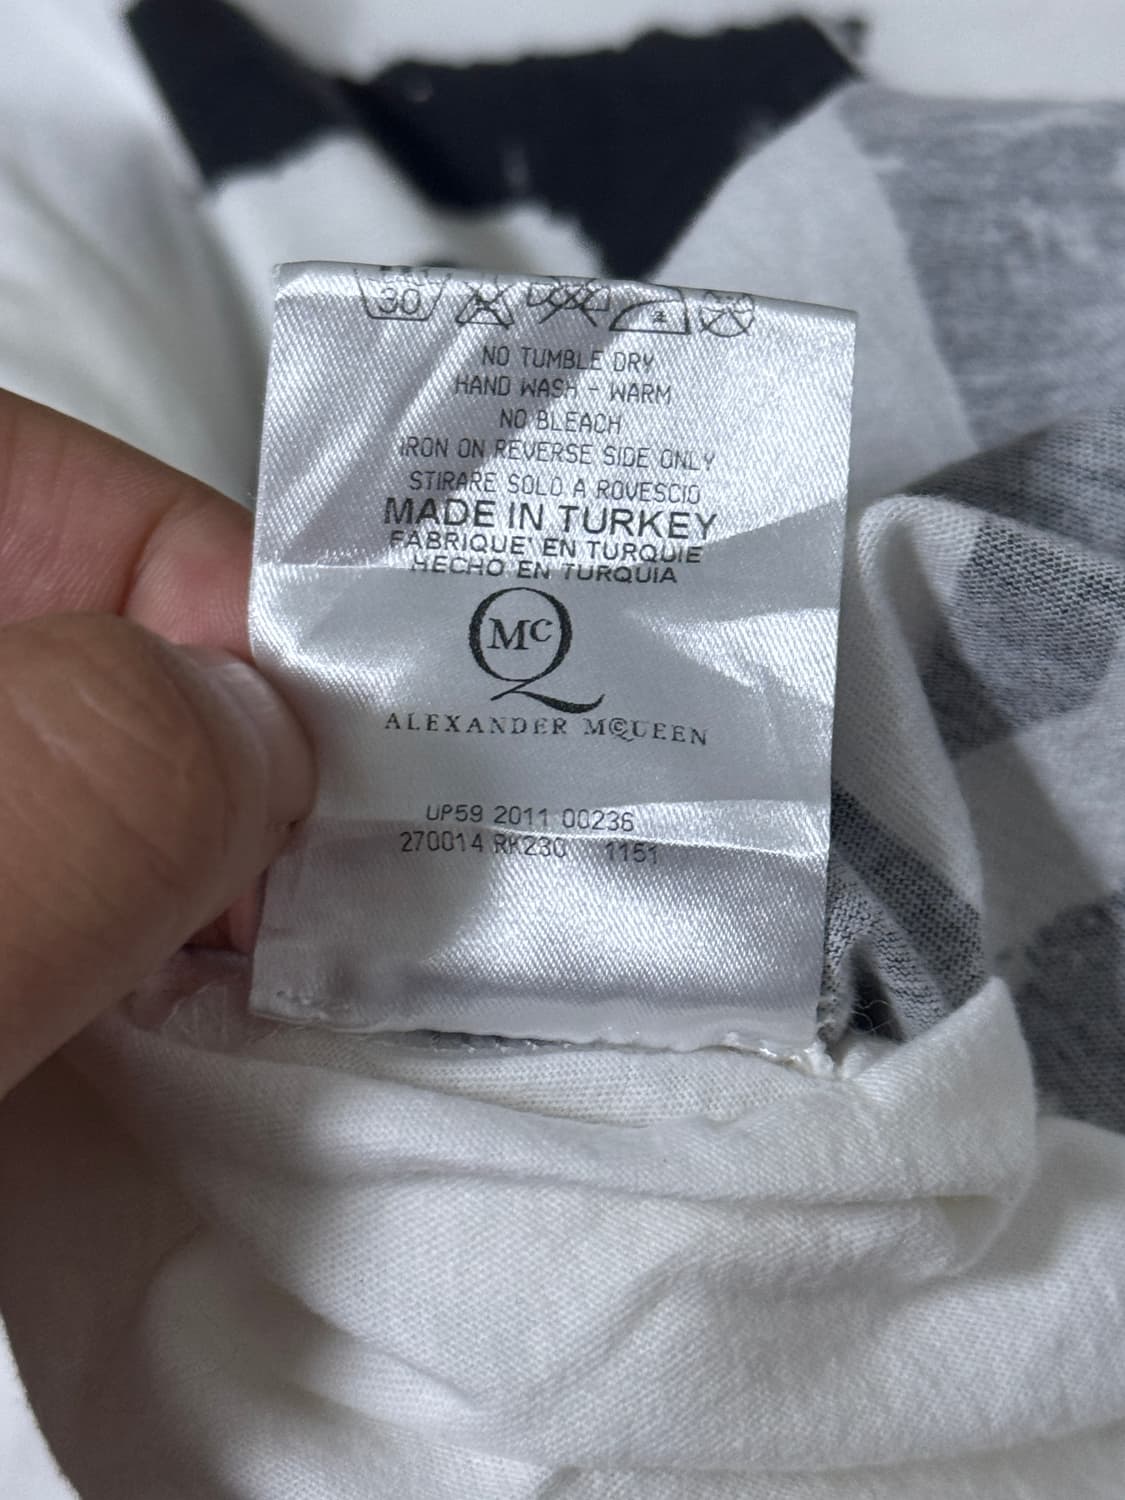 30
NO TUMBLE DRY
HAND WASH - WARM
NO BLEACH
IRON ON REVERSE SIDE ONLY
STIRARE SOLO A ROVESCIO
MADE IN TURKEY
FABRIQUE EN TURQUIE
HECHO EN TURQUIA
McQ
ALEXANDER McQUEEN
UP59 2011 00236
270014 RK230 1151